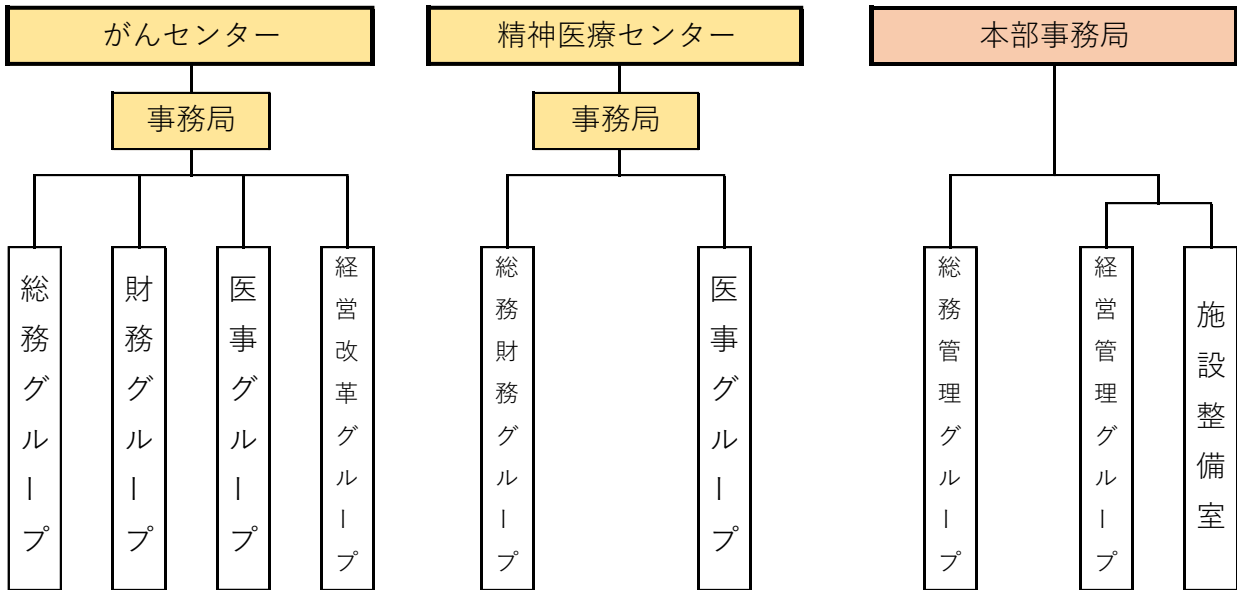 がんセンター
精神医療センター
本部事務局
事務局
事務局
総務グループ
財務グループ
医事グループ
経営改革グループ
総務財務グループ
医事グループ
総務管理グループ
経営管理グループ
施設整備室